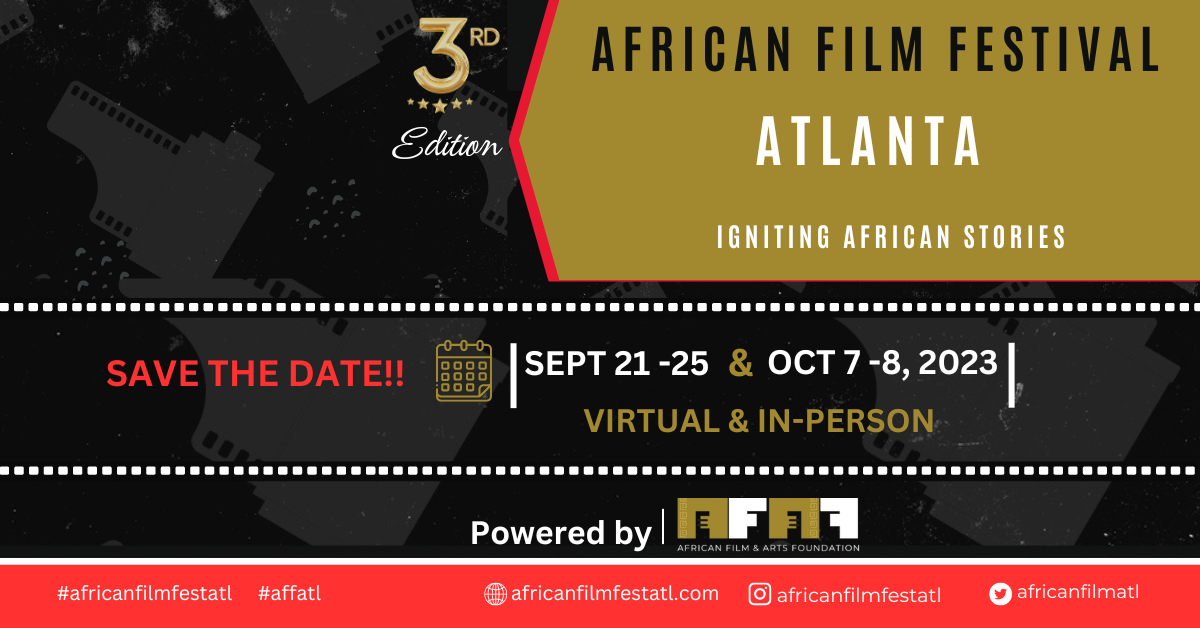 3RD
Edition
AFRICAN FILM FESTIVAL
ATLANTA
IGNITING AFRICAN STORIES
SAVE THE DATE!!
SEPT 21 -25 & OCT 7 -8, 2023
VIRTUAL & IN-PERSON
Powered by
AFAF
AFRICAN FILM & ARTS FOUNDATION
#africanfilmfestatl #affatl
africanfilmfestatl.com
africanfilmfestatl
africanfilmatl